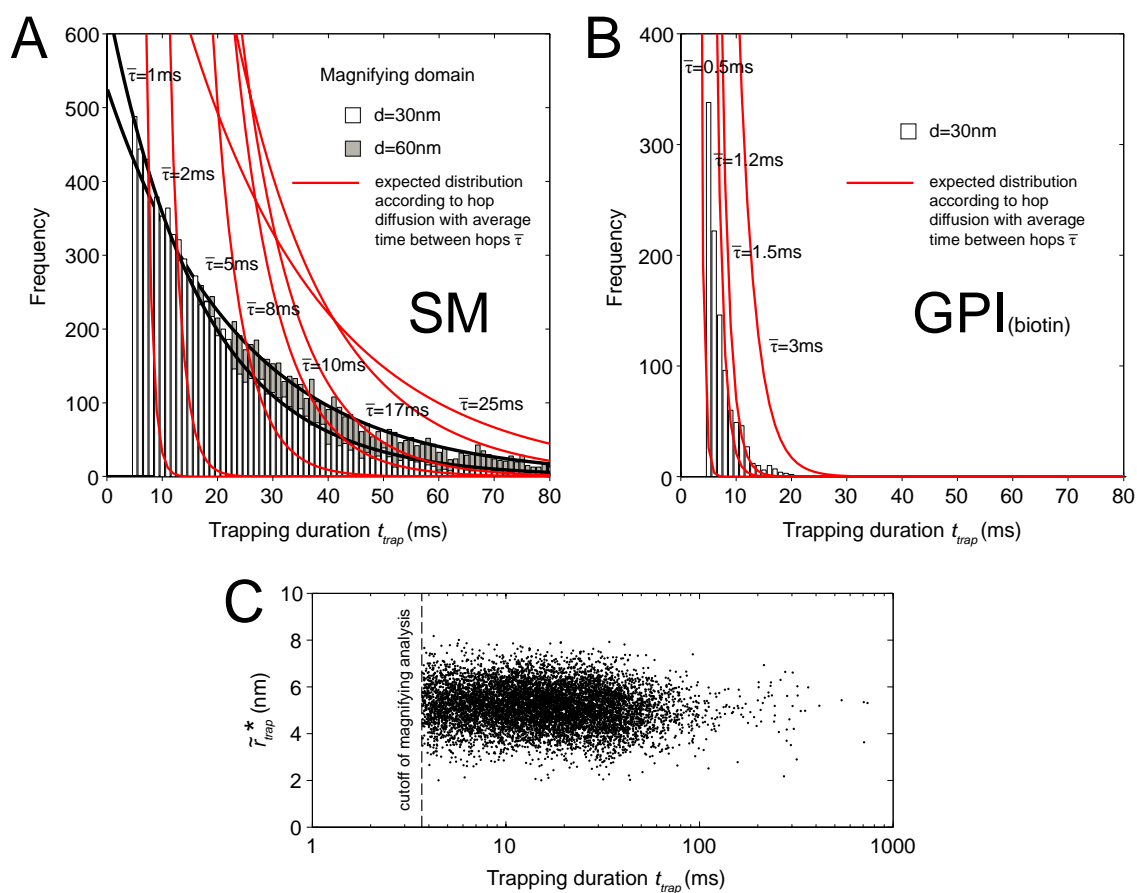 A
600
500
400
300
200
100
0
Frequency
0 10 20 30 40 50 60 70 80
Trapping duration t_trap (ms)
τ̅=1ms
τ̅=2ms
τ̅=5ms
τ̅=8ms
τ̅=10ms
τ̅=17ms
τ̅=25ms
Magnifying domain
d=30nm
d=60nm
expected distribution
according to hop
diffusion with average
time between hops τ̅
SM
B
400
300
200
100
0
Frequency
0 10 20 30 40 50 60 70 80
Trapping duration t_trap (ms)
τ̅=0.5ms
τ̅=1.2ms
τ̅=1.5ms
τ̅=3ms
d=30nm
expected distribution
according to hop
diffusion with average
time between hops τ̅
GPI(biotin)
C
10
8
6
4
2
0
r̃_trap* (nm)
cutoff of magnifying analysis
1 10 100 1000
Trapping duration t_trap (ms)